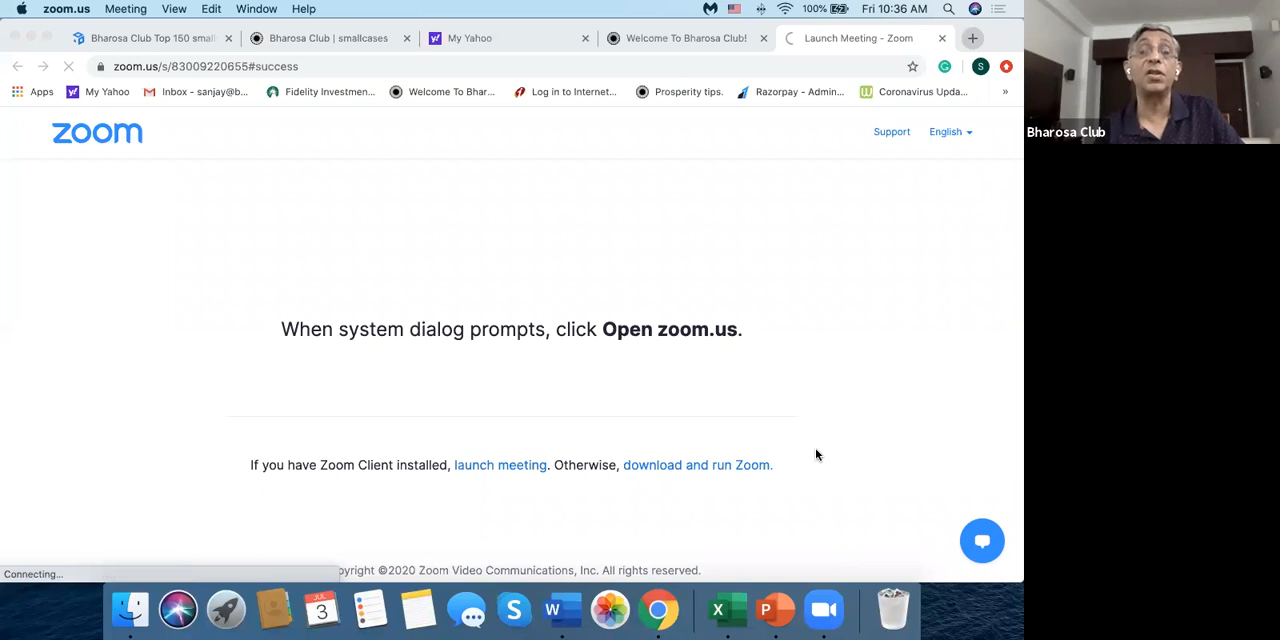 zoom.us Meeting View Edit Window Help 100% Fri 10:36 AM
Bharosa Club Top 150 small Bharosa Club | smallcases My Yahoo Welcome To Bharosa Club! Launch Meeting - Zoom
zoom.us/s/83009220655#success S
Apps My Yahoo Inbox - sanjay@b... Fidelity Investmen... Welcome To Bhar... Log in to Internet... Prosperity tips. Razorpay - Admin... Coronavirus Upda... »
Bharosa Club
zoom Support English
When system dialog prompts, click Open zoom.us.
If you have Zoom Client installed, launch meeting. Otherwise, download and run Zoom.
Connecting...
opyright ©2020 Zoom Video Communications, Inc. All rights reserved.
JUL
3